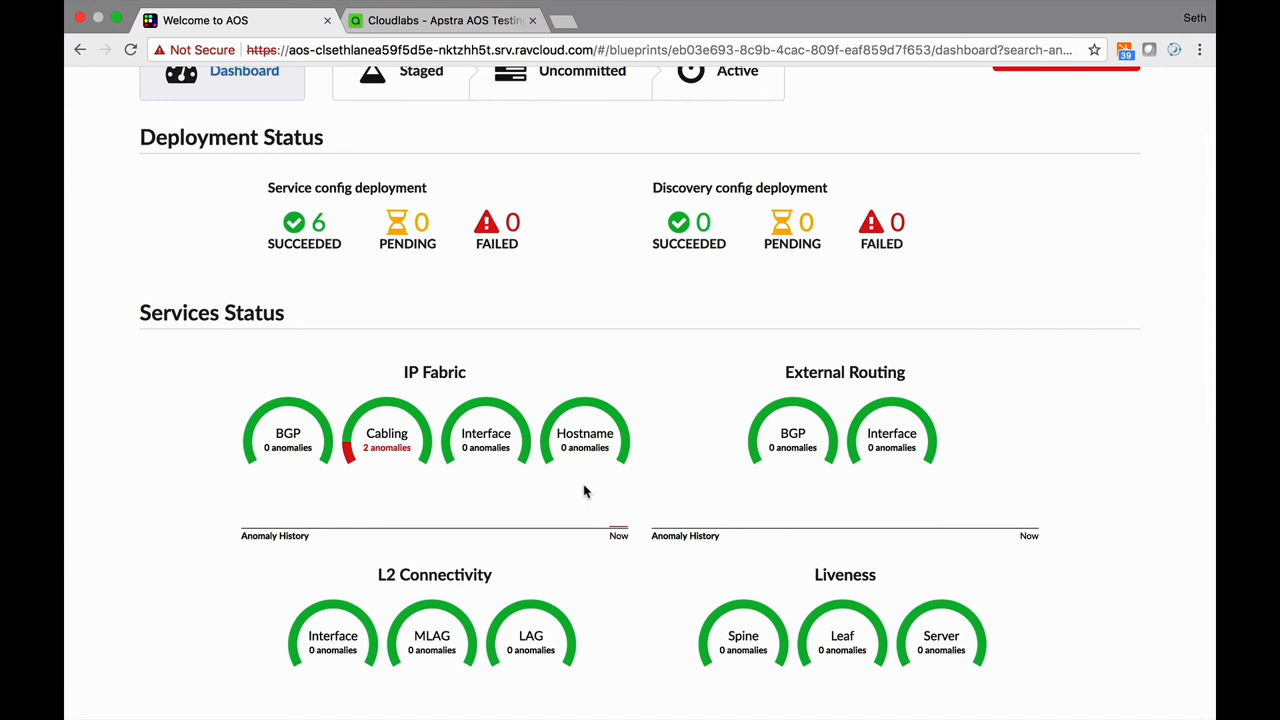 Welcome to AOS
Cloudlabs - Apstra AOS Testin
Seth
Not Secure https://aos-clsethlanea59f5d5e-nktzhh5t.srv.ravcloud.com/#/blueprints/eb03e693-8c9b-4cac-809f-eaf859d7f653/dashboard?search-an...
39
Dashboard Staged Uncommitted Active
Deployment Status
Service config deployment Discovery config deployment
6 0 0 0 0 0
SUCCEEDED PENDING FAILED SUCCEEDED PENDING FAILED
Services Status
IP Fabric External Routing
BGP Cabling Interface Hostname BGP Interface
0 anomalies 2 anomalies 0 anomalies 0 anomalies 0 anomalies 0 anomalies
Anomaly History Now Anomaly History Now
L2 Connectivity Liveness
Interface MLAG LAG Spine Leaf Server
0 anomalies 0 anomalies 0 anomalies 0 anomalies 0 anomalies 0 anomalies